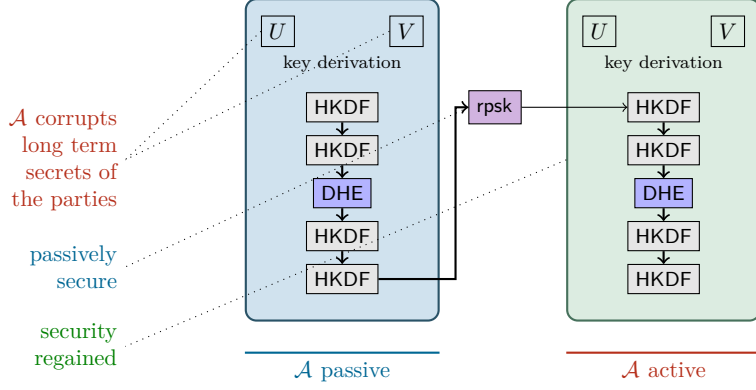 U
V
key derivation
HKDF
HKDF
DHE
HKDF
HKDF
rpsk
U
V
key derivation
HKDF
HKDF
DHE
HKDF
HKDF
𝒜 corrupts
long term
secrets of
the parties
passively
secure
security
regained
𝒜 passive
𝒜 active